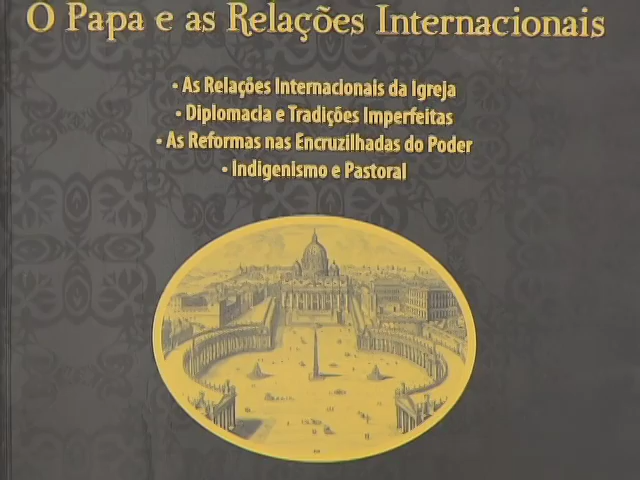 O Papa e as Relações Internacionais
• As Relações Internacionais da Igreja
• Diplomacia e Tradições Imperfeitas
• As Reformas nas Encruzilhadas do Poder
• Indigenismo e Pastoral